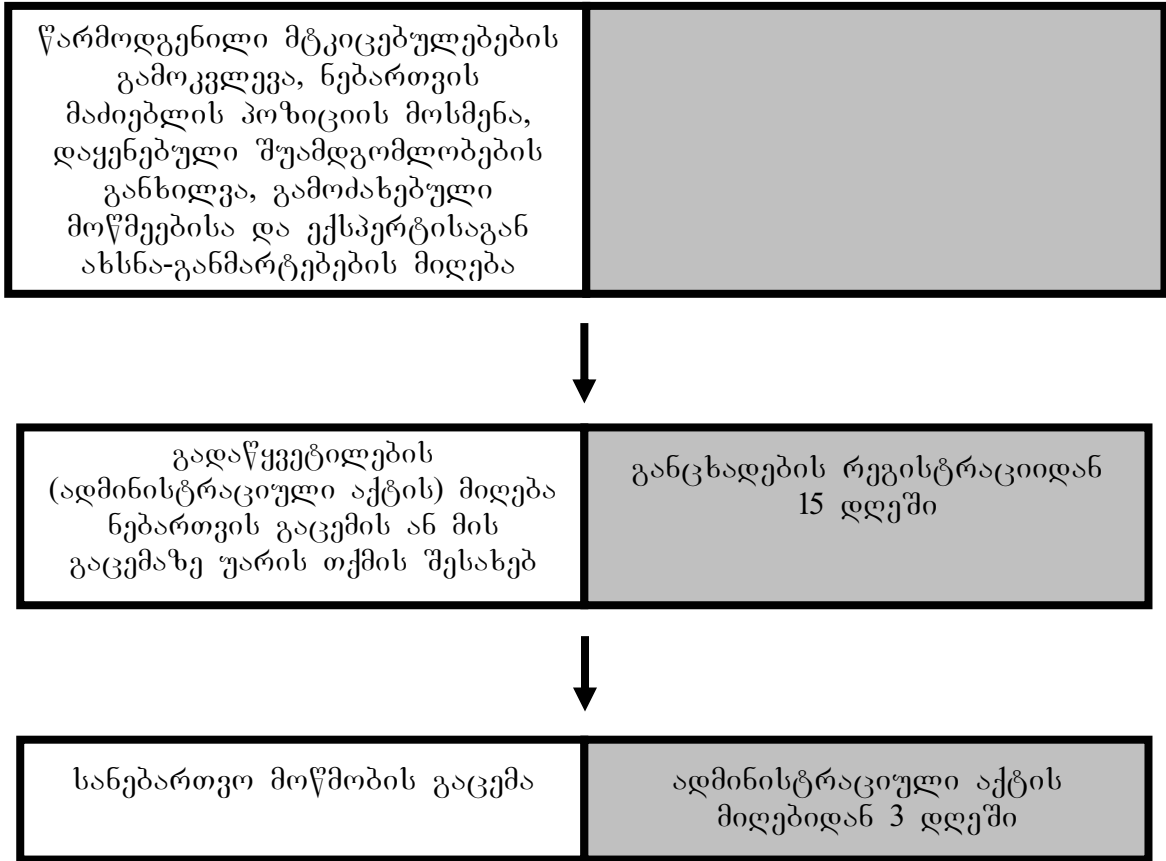 წარმოდგენილი მტკიცებულებების
გამოკვლევა, ნებართვის
მაძიებლის პოზიციის მოსმენა,
დაყენებული შუამდგომლობების
განხილვა, გამოძახებული
მოწმეებისა და ექსპერტისაგან
ახსნა-განმარტებების მიღება
გადაწყვეტილების
(ადმინისტრაციული აქტის) მიღება
ნებართვის გაცემის ან მის
გაცემაზე უარის თქმის შესახებ
განცხადების რეგისტრაციიდან
15 დღეში
სანებართვო მოწმობის გაცემა
ადმინისტრაციული აქტის
მიღებიდან 3 დღეში